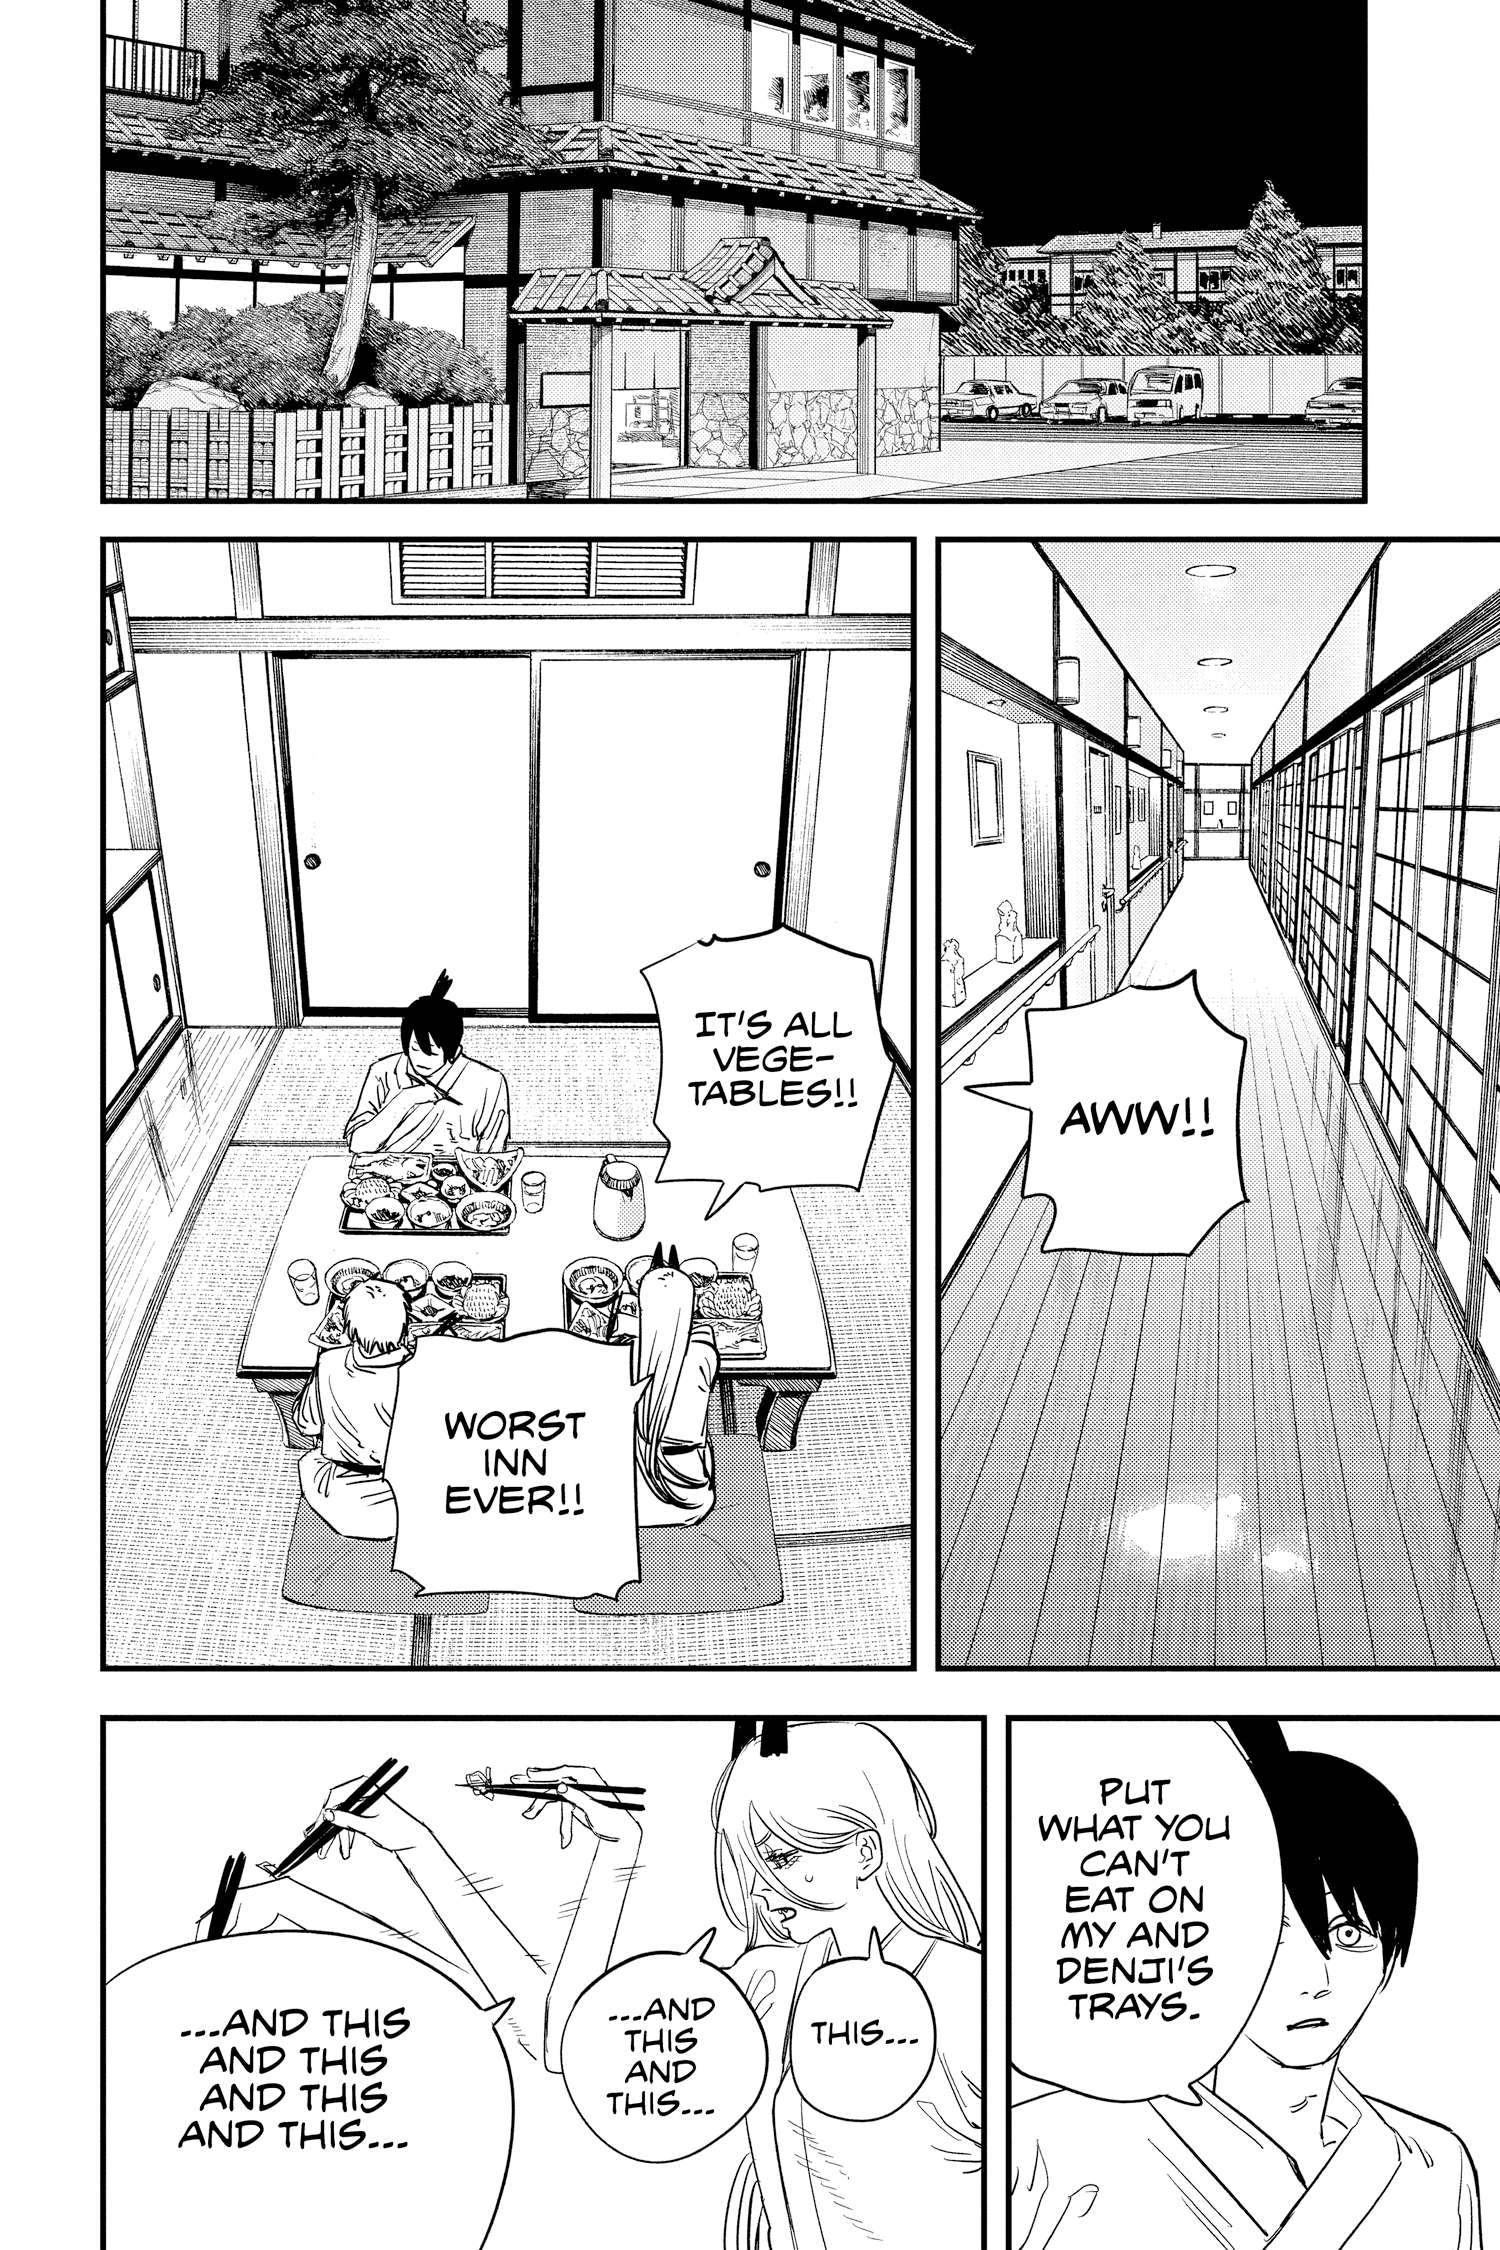 AWW!!
IT'S ALL
VEGE-
TABLES!!
WORST
INN
EVER!!
PUT
WHAT YOU
CAN'T
EAT ON
MY AND
DENJI'S
TRAYS.
THIS...
...AND
THIS
AND
THIS...
...AND THIS
AND THIS
AND THIS
AND THIS...